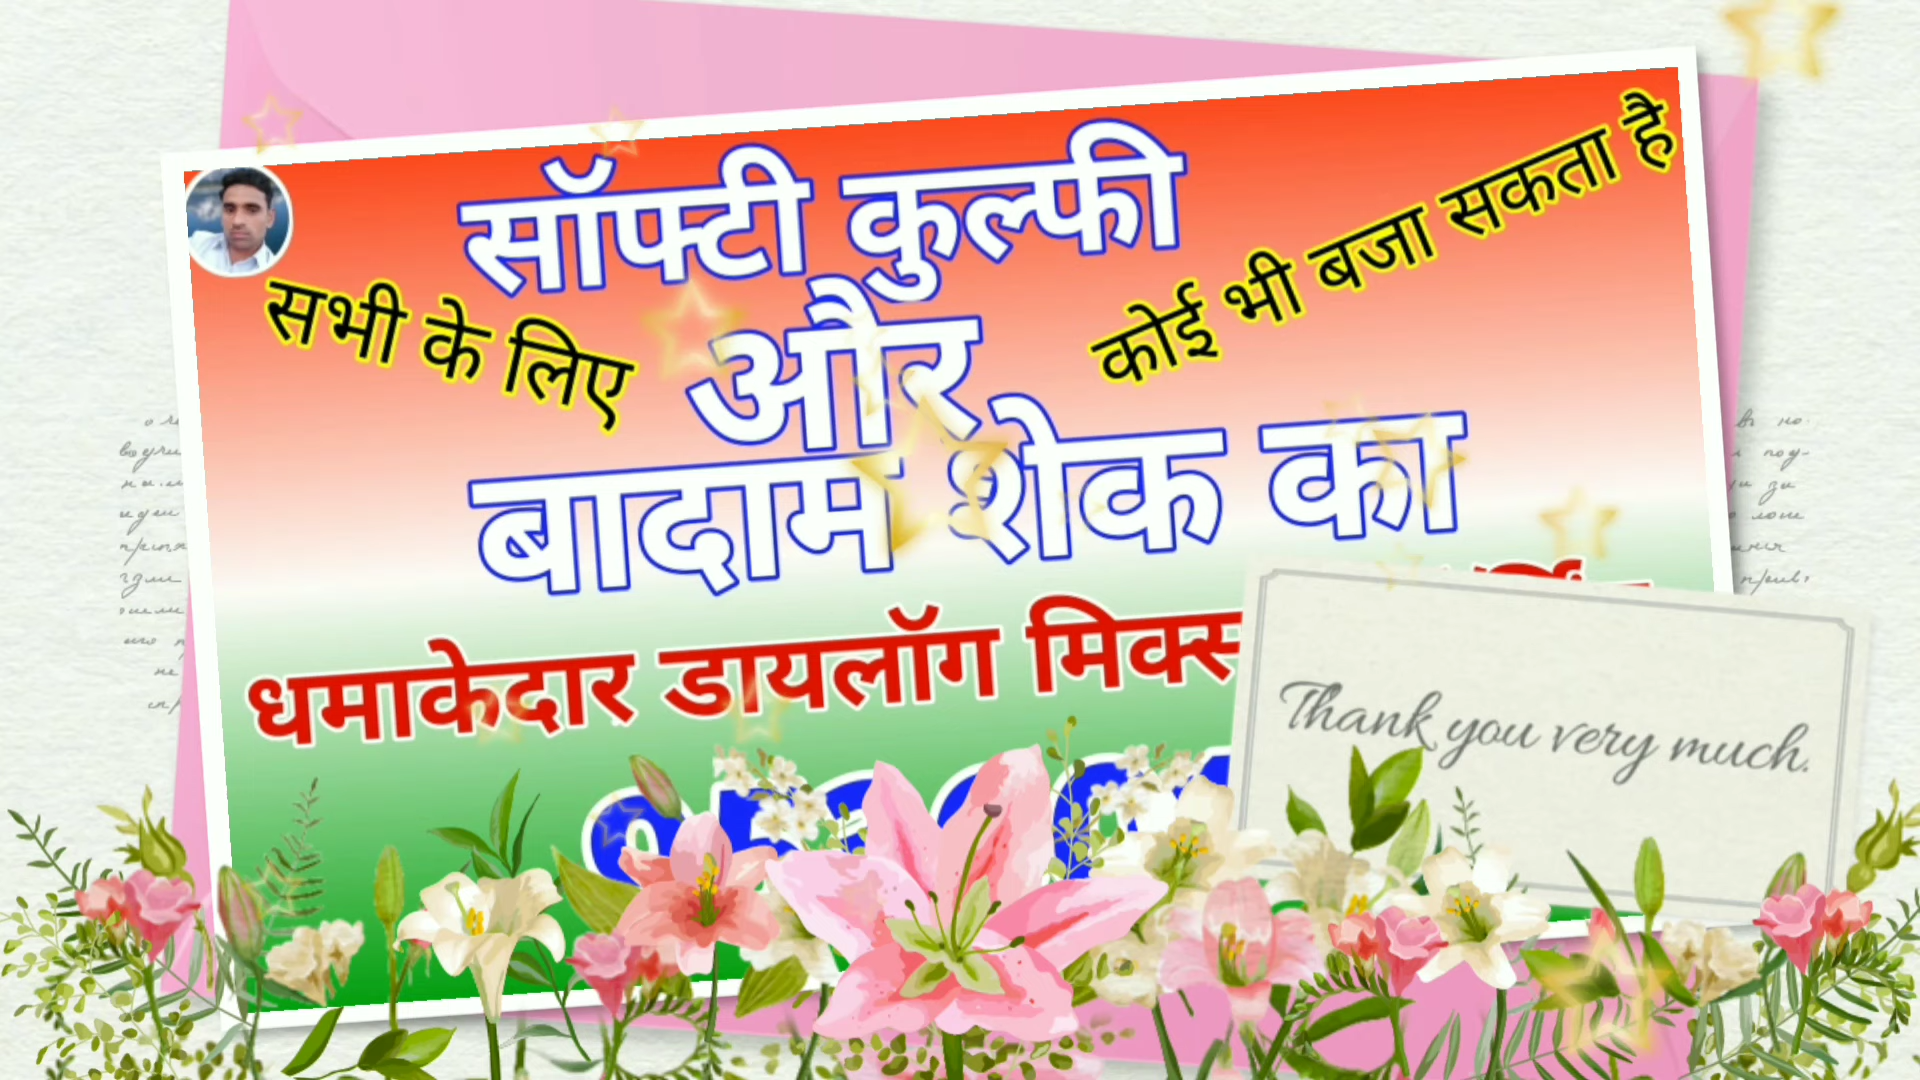 सॉफ्टी कुल्फी
सभी के लिए
और
कोई भी बजा सकता है
बादाम शेक का
धमाकेदार डायलॉग मिक्स
Thank you very much.